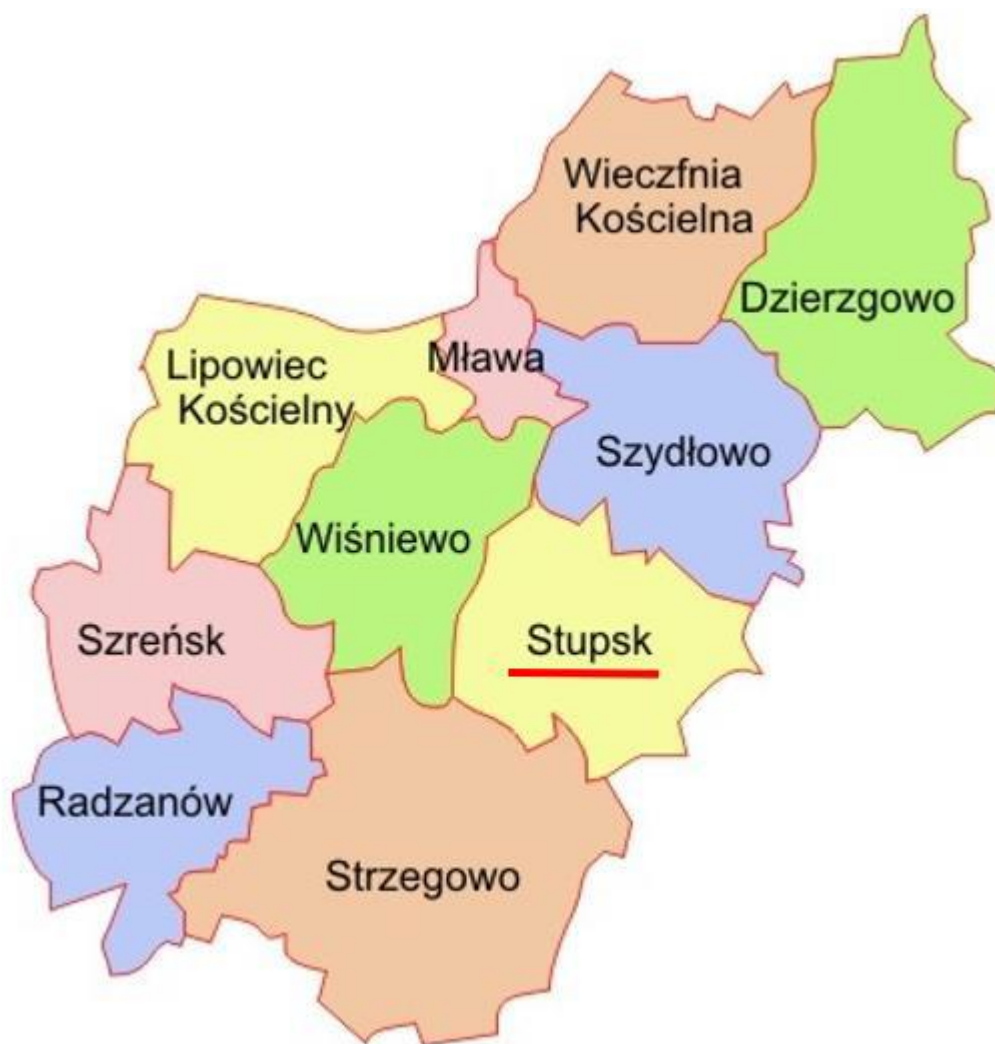 Wieczfnia
Kościelna
Dzierzgowo
Mława
Lipowiec
Kościelny
Szydłowo
Wiśniewo
Szreńsk
Stupsk
Radzanów
Strzegowo